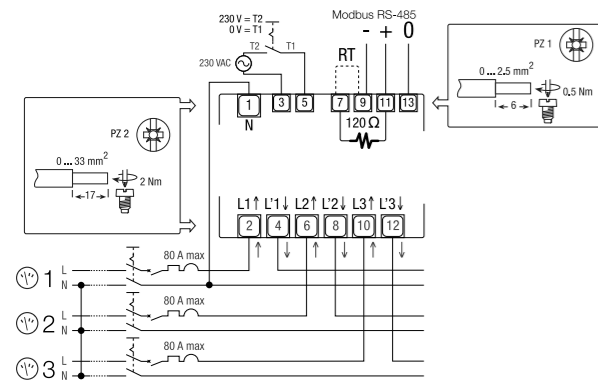 230 V = T2
0 V = T1
T2 T1
230 VAC
Modbus RS-485
- + 0
RT
1 3 5 7 9 11 13
N
120 Ω
PZ 1
0 ... 2.5 mm²
0.5 Nm
6
PZ 2
0 ... 33 mm²
2 Nm
17
L1↑ L'1↓ L2↑ L'2↓ L3↑ L'3↓
2 4 6 8 10 12
80 A max
1 L
N
80 A max
2 L
N
80 A max
3 L
N